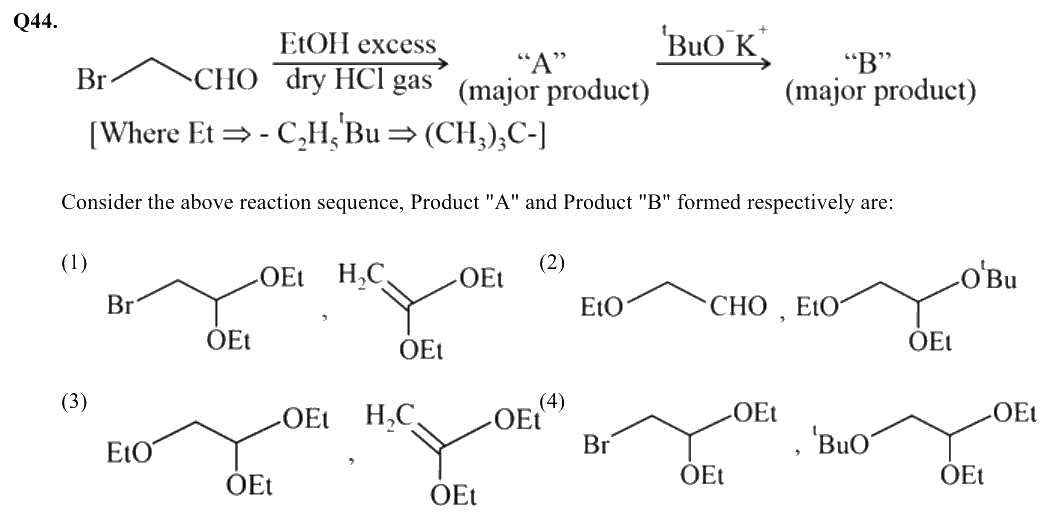 Q44.
EtOH excess
Br CHO dry HCl gas "A" (major product) ᵗBuO⁻K⁺ "B" (major product)
[Where Et ⇒ - C₂H₅ ᵗBu ⇒ (CH₃)₃C-]
Consider the above reaction sequence, Product "A" and Product "B" formed respectively are:
(1) Br OEt OEt , H₂C OEt OEt
(2) EtO CHO , EtO OᵗBu OEt
(3) EtO OEt OEt , H₂C OEt OEt
(4) Br OEt OEt , ᵗBuO OEt OEt